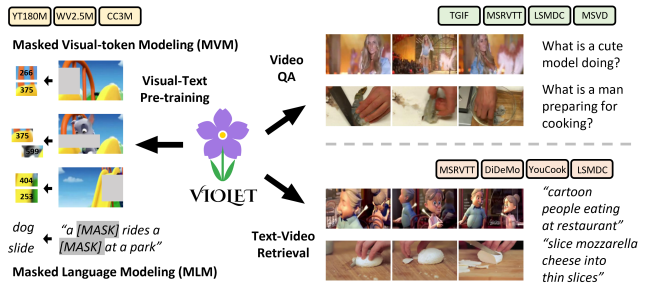 YT180M WV2.5M CC3M
Masked Visual-token Modeling (MVM)
266
375
375
599
404
253
Visual-Text
Pre-training
dog
slide
"a [MASK] rides a
[MASK] at a park"
Masked Language Modeling (MLM)
VIOLET
Video
QA
Text-Video
Retrieval
TGIF MSRVTT LSMDC MSVD
What is a cute
model doing?
What is a man
preparing for
cooking?
MSRVTT DiDeMo YouCook LSMDC
"cartoon
people eating
at restaurant"
"slice mozzarella
cheese into
thin slices"